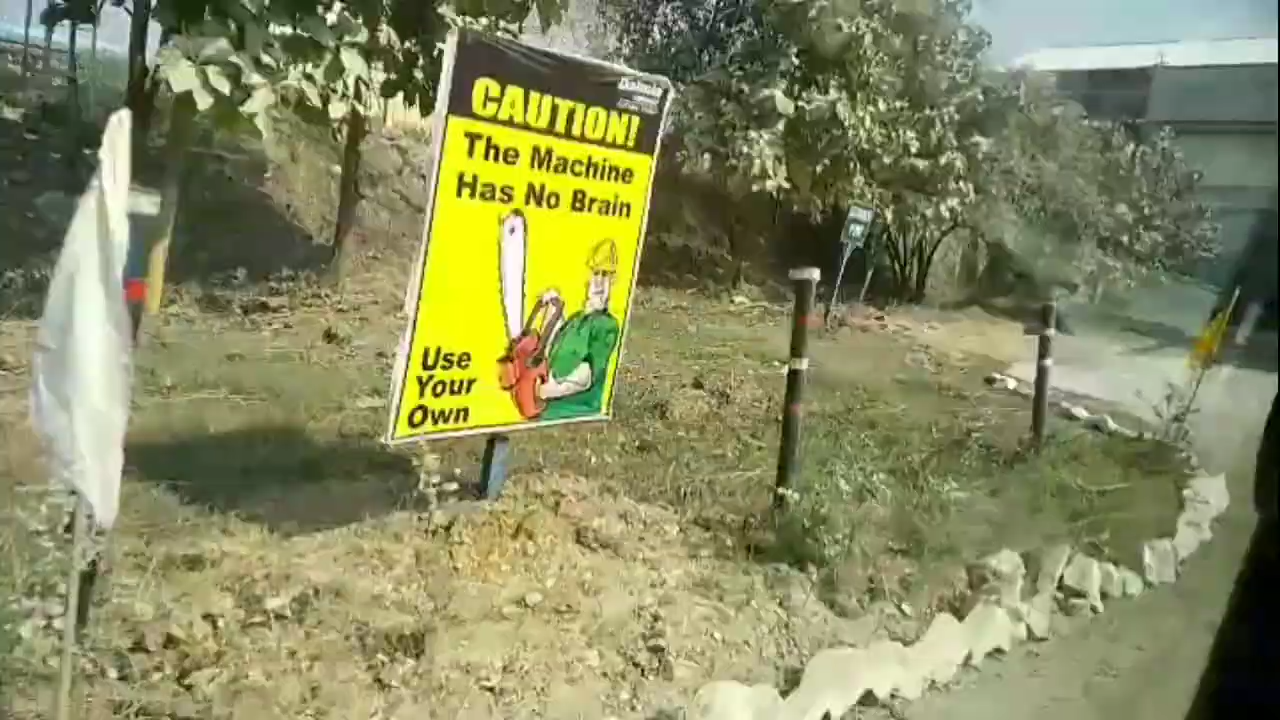 CAUTION!
The Machine
Has No Brain
Use
Your
Own